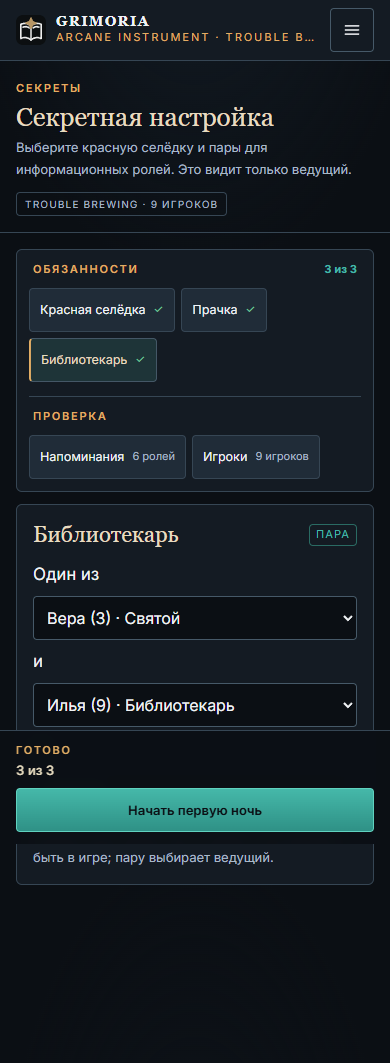 GRIMORIA
ARCANE INSTRUMENT · TROUBLE B...
СЕКРЕТЫ
Секретная настройка
Выберите красную селёдку и пары для
информационных ролей. Это видит только ведущий.
TROUBLE BREWING · 9 ИГРОКОВ
ОБЯЗАННОСТИ 3 из 3
Красная селёдка ✓ Прачка ✓
Библиотекарь ✓
ПРОВЕРКА
Напоминания 6 ролей Игроки 9 игроков
Библиотекарь ПАРА
Один из
Вера (3) · Святой
и
Илья (9) · Библиотекарь
ГОТОВО
3 из 3
Начать первую ночь
быть в игре; пару выбирает ведущий.